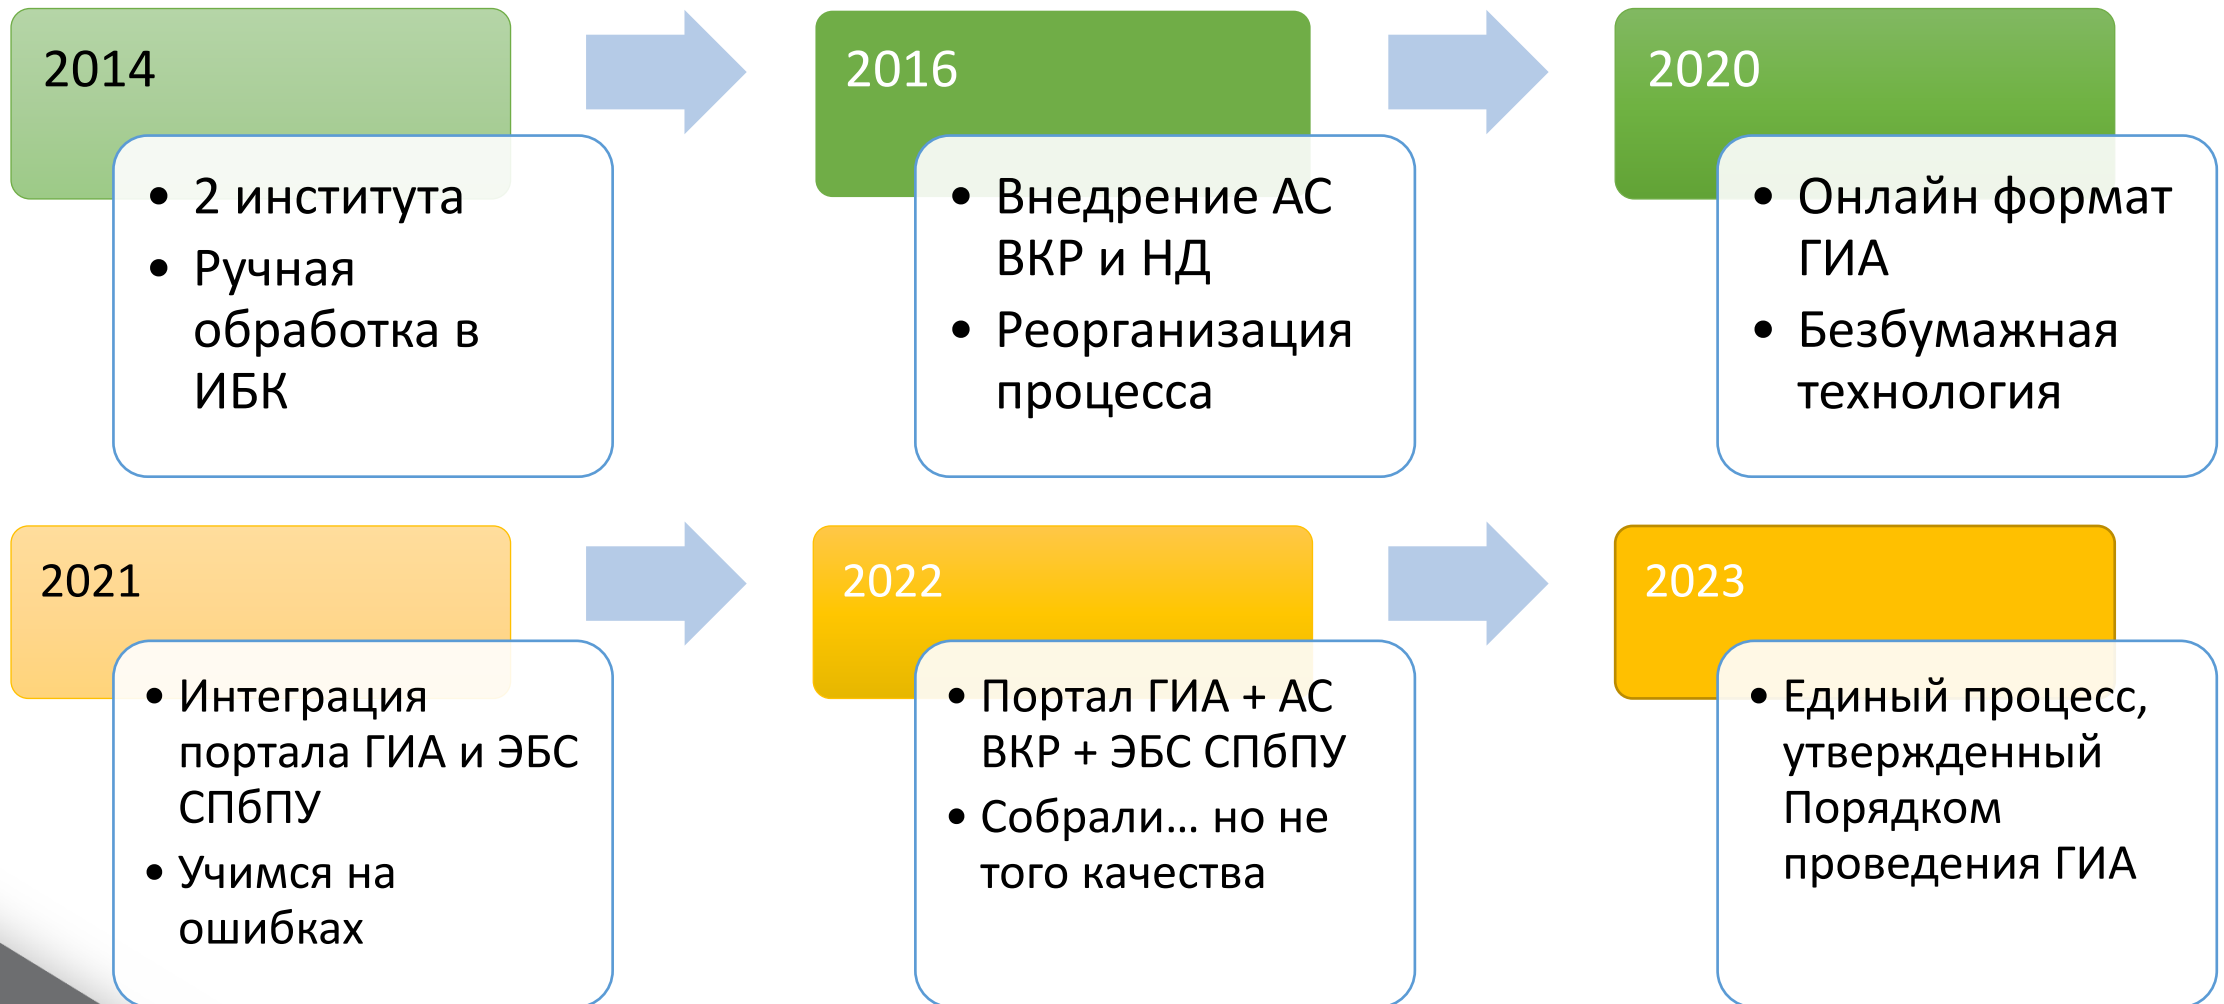 2014
• 2 института
• Ручная
обработка в
ИБК
2016
• Внедрение АС
ВКР и НД
• Реорганизация
процесса
2020
• Онлайн формат
ГИА
• Безбумажная
технология
2021
• Интеграция
портала ГИА и ЭБС
СПбПУ
• Учимся на
ошибках
2022
• Портал ГИА + АС
ВКР + ЭБС СПбПУ
• Собрали... но не
того качества
2023
• Единый процесс,
утвержденный
Порядком
проведения ГИА